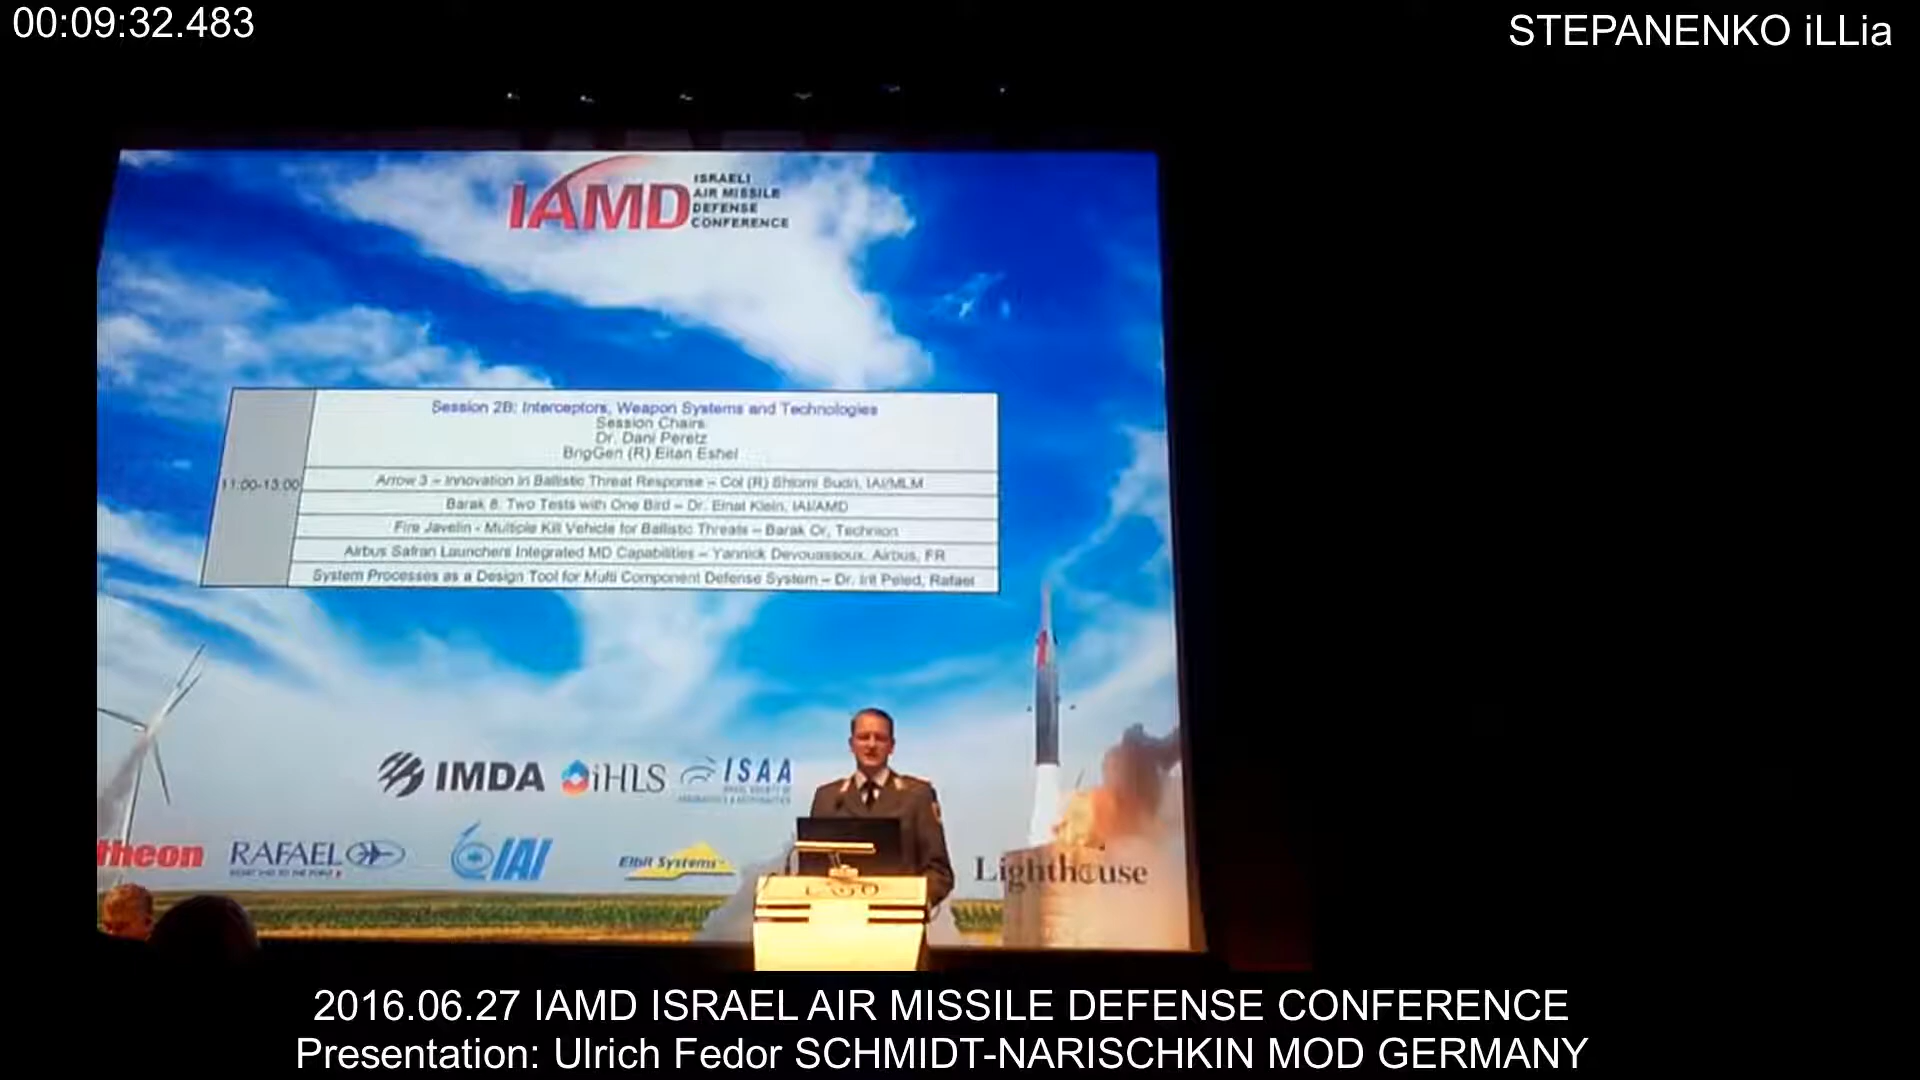 00:09:32.483
STEPANENKO iLLia
IAMD ISRAELI
AIR MISSILE
DEFENSE
CONFERENCE
Session 2B: Interceptors, Weapon Systems and Technologies
Session Chairs
Dr. Dani Peretz
BrigGen (R) Eitan Eshel
11:00-13:00
Arrow 3 – Innovation in Ballistic Threat Response – Col (R) Shlomi Sudri, IAI/MLM
Barak 8, Two Tests with One Bird – Dr. Einat Klein, IAI/AMD
Fire Javelin - Multiple Kill Vehicle for Ballistic Threats – Barak Or, Technion
Airbus Safran Launchers Integrated MD Capabilities – Yannick Devouassoux, Airbus, FR
System Processes as a Design Tool for Multi Component Defense System – Dr. Irit Peled, Rafael
IMDA iHLS ISAA
theon RAFAEL IAI Elbit Systems Lighthouse
LAGO
2016.06.27 IAMD ISRAEL AIR MISSILE DEFENSE CONFERENCE
Presentation: Ulrich Fedor SCHMIDT-NARISCHKIN MOD GERMANY